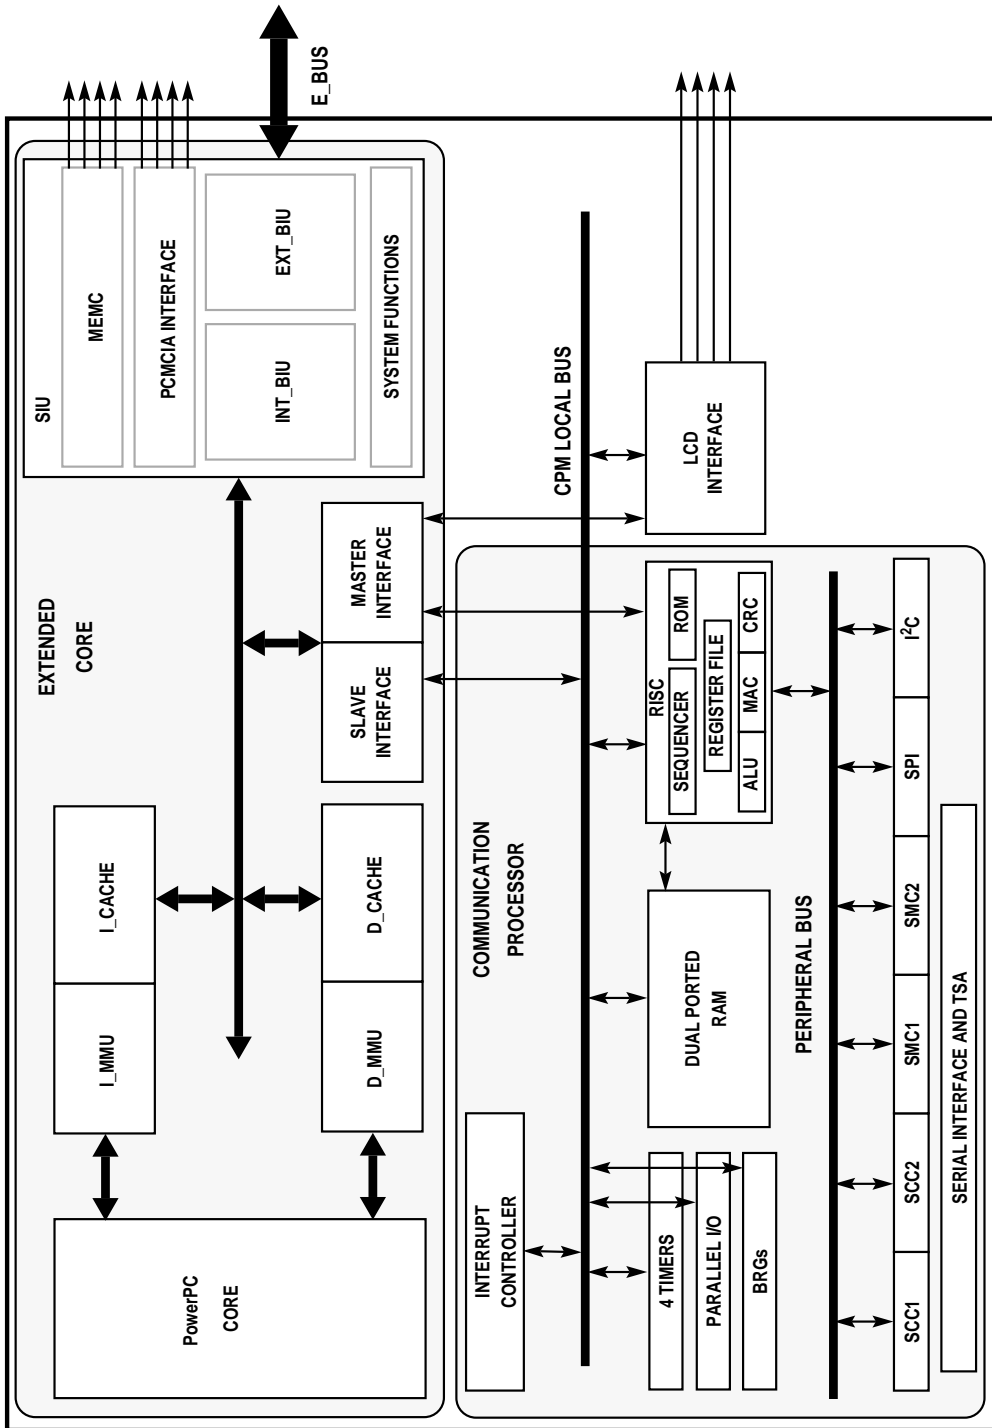 EXTENDED
CORE
PowerPC
CORE
I_MMU
I_CACHE
D_MMU
D_CACHE
SLAVE
INTERFACE
MASTER
INTERFACE
SIU
MEMC
PCMCIA INTERFACE
INT_BIU
EXT_BIU
SYSTEM FUNCTIONS
E_BUS
COMMUNICATION
PROCESSOR
INTERRUPT
CONTROLLER
CPM LOCAL BUS
4 TIMERS
PARALLEL I/O
BRGs
DUAL PORTED
RAM
RISC
SEQUENCER
ROM
REGISTER FILE
ALU
MAC
CRC
LCD
INTERFACE
PERIPHERAL BUS
SCC1
SCC2
SMC1
SMC2
SPI
I²C
SERIAL INTERFACE AND TSA